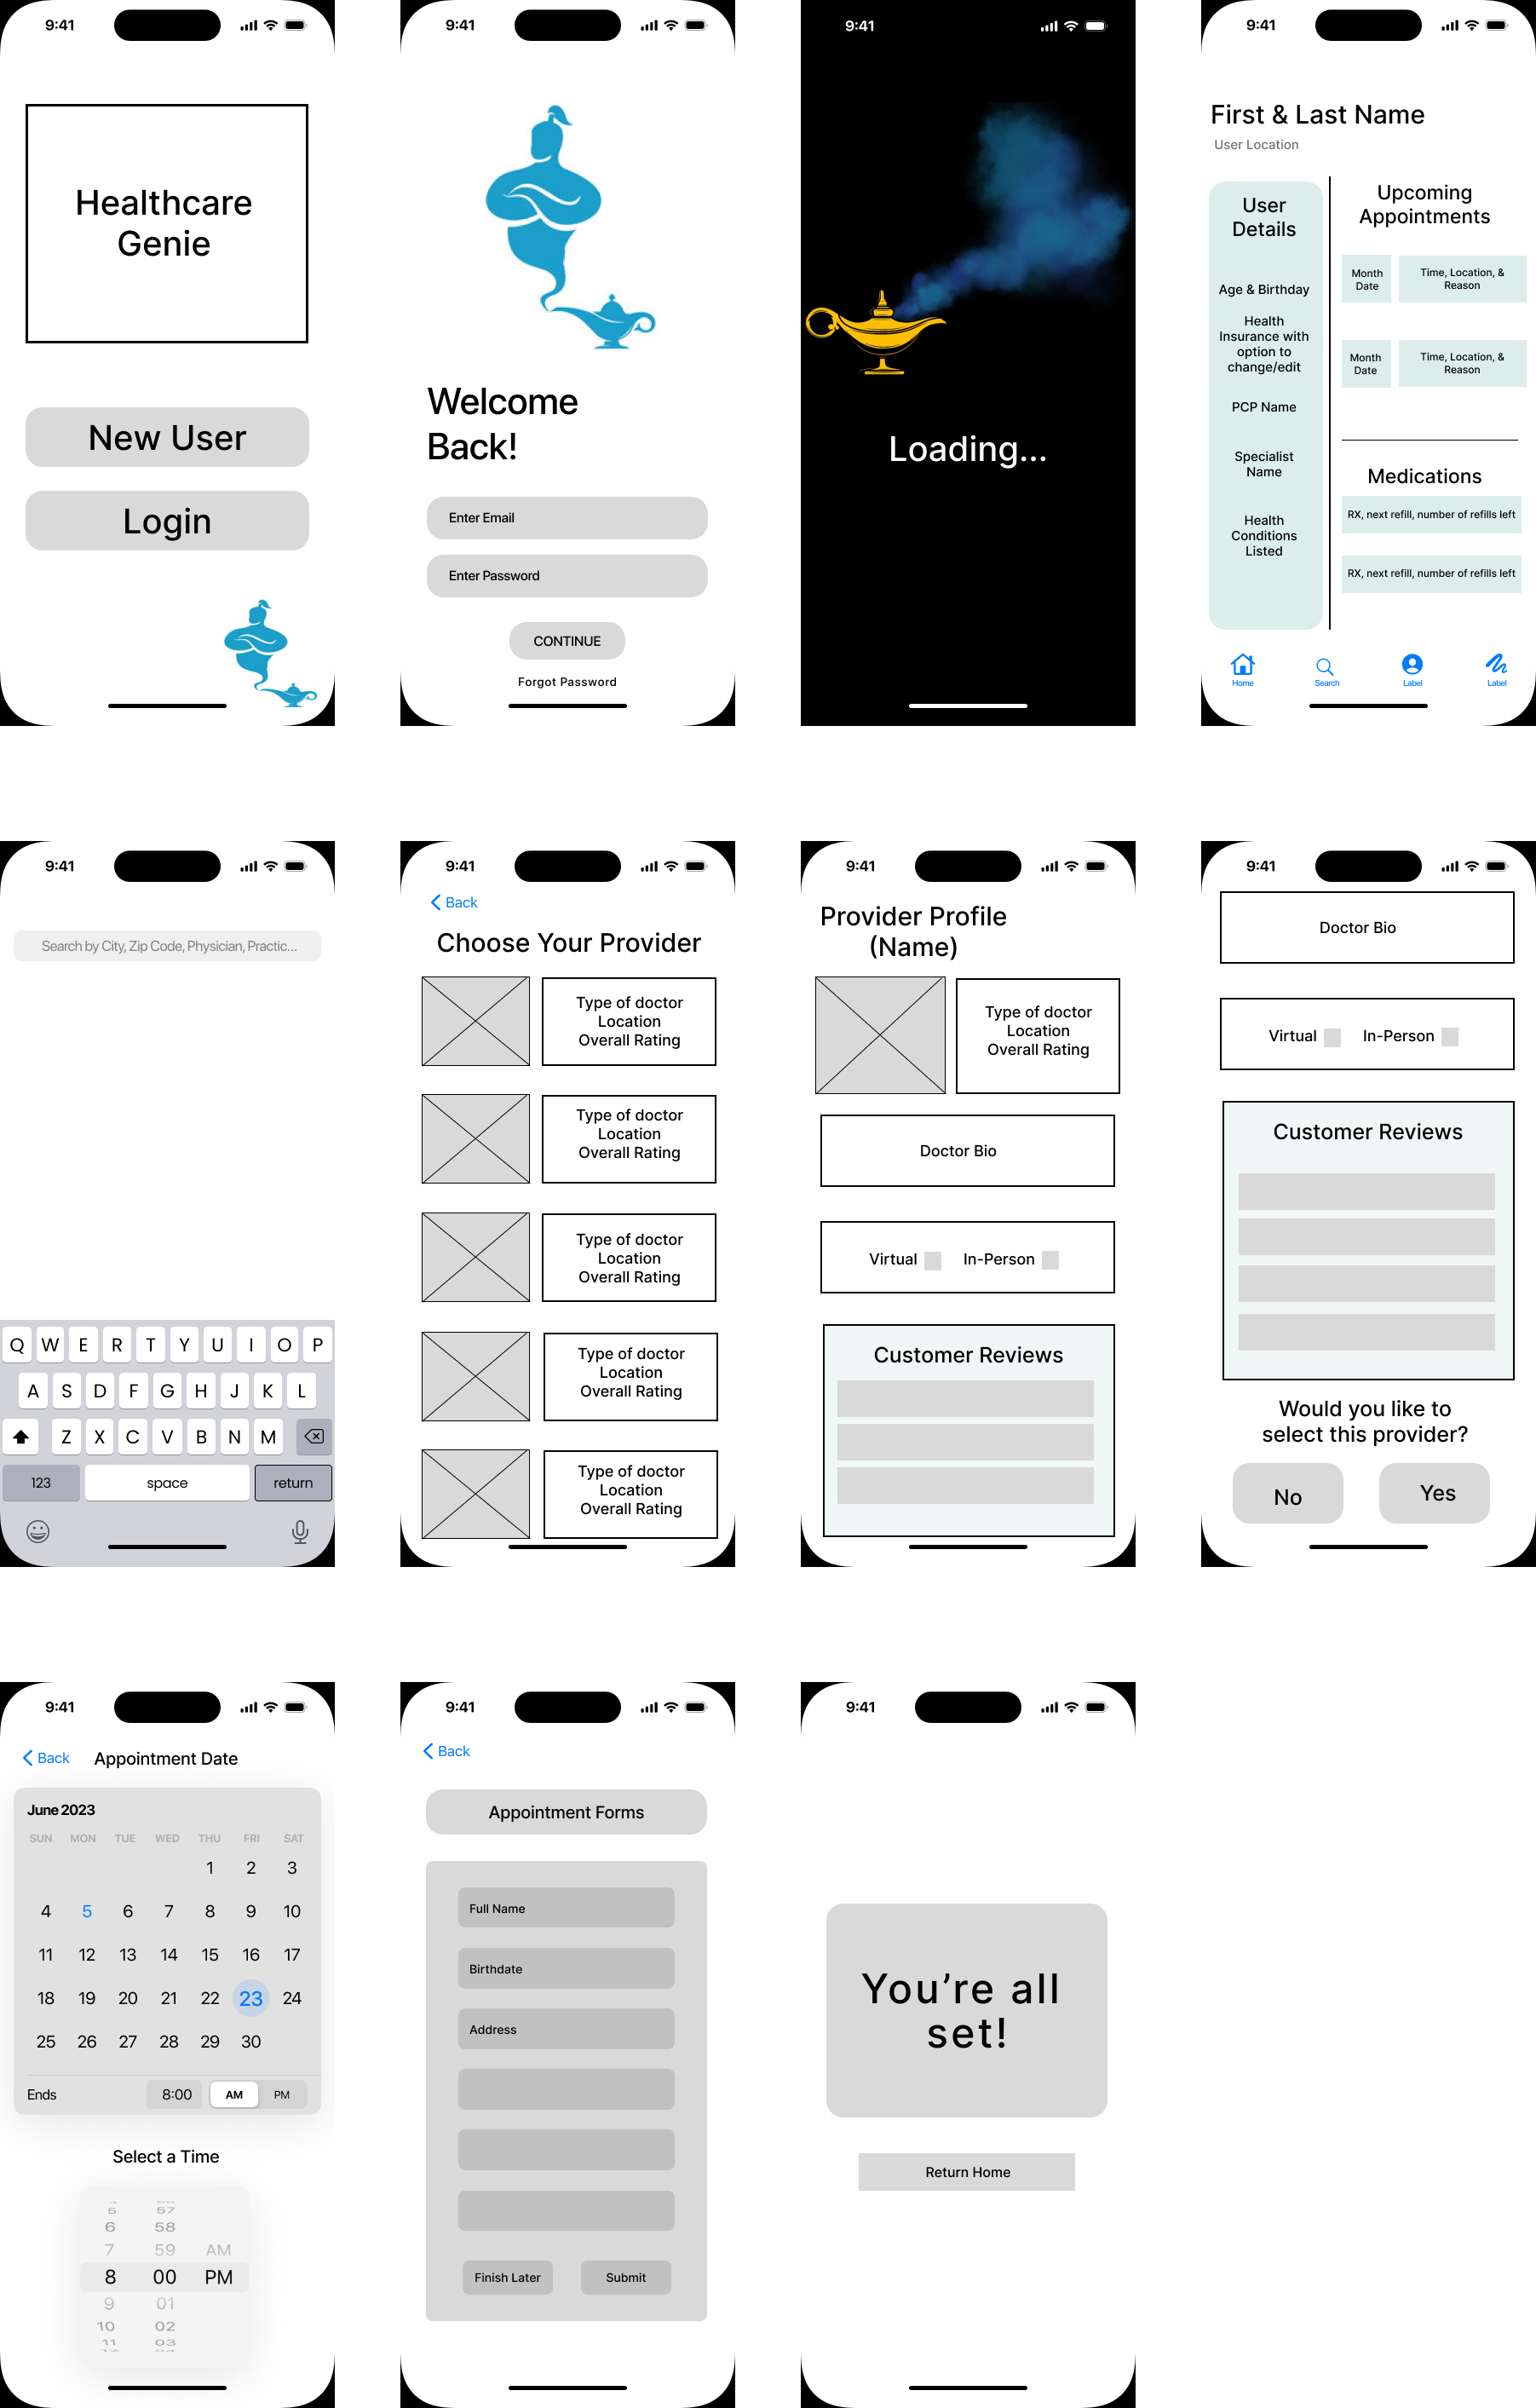 9:41
Healthcare
Genie
New User
Login
9:41
Welcome
Back!
Enter Email
Enter Password
CONTINUE
Forgot Password
9:41
Loading...
9:41
First & Last Name
User Location
User
Details
Age & Birthday
Health
Insurance with
option to
change/edit
PCP Name
Specialist
Name
Health
Conditions
Listed
Upcoming
Appointments
Month
Date
Time, Location, &
Reason
Month
Date
Time, Location, &
Reason
Medications
RX, next refill, number of refills left
RX, next refill, number of refills left
Home
Search
Label
Label
9:41
Search by City, Zip Code, Physician, Practic...
Q W E R T Y U I O P
A S D F G H J K L
Z X C V B N M
123 space return
9:41
Back
Choose Your Provider
Type of doctor
Location
Overall Rating
Type of doctor
Location
Overall Rating
Type of doctor
Location
Overall Rating
Type of doctor
Location
Overall Rating
Type of doctor
Location
Overall Rating
9:41
Provider Profile
(Name)
Type of doctor
Location
Overall Rating
Doctor Bio
Virtual In-Person
Customer Reviews
9:41
Doctor Bio
Virtual In-Person
Customer Reviews
Would you like to
select this provider?
No Yes
9:41
Back Appointment Date
June 2023
SUN MON TUE WED THU FRI SAT
1 2 3
4 5 6 7 8 9 10
11 12 13 14 15 16 17
18 19 20 21 22 23 24
25 26 27 28 29 30
Ends 8:00 AM PM
Select a Time
5 57
6 58
7 59 AM
8 00 PM
9 01
10 02
11 03
9:41
Back
Appointment Forms
Full Name
Birthdate
Address
Finish Later Submit
9:41
You're all
set!
Return Home